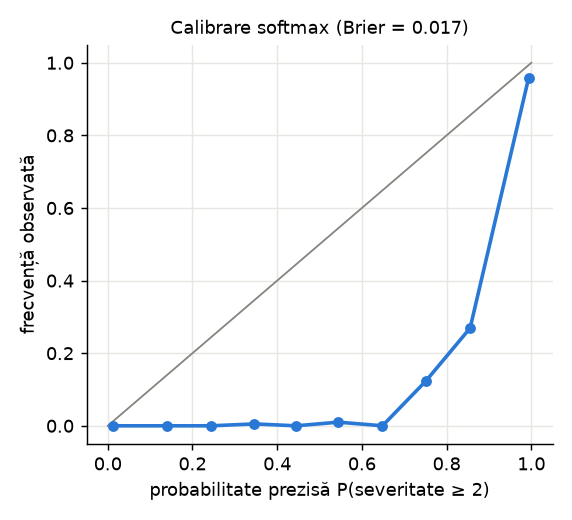 Calibrare softmax (Brier = 0.017)
1.0
0.8
0.6
0.4
0.2
0.0
frecvență observată
0.0 0.2 0.4 0.6 0.8 1.0
probabilitate prezisă P(severitate ≥ 2)